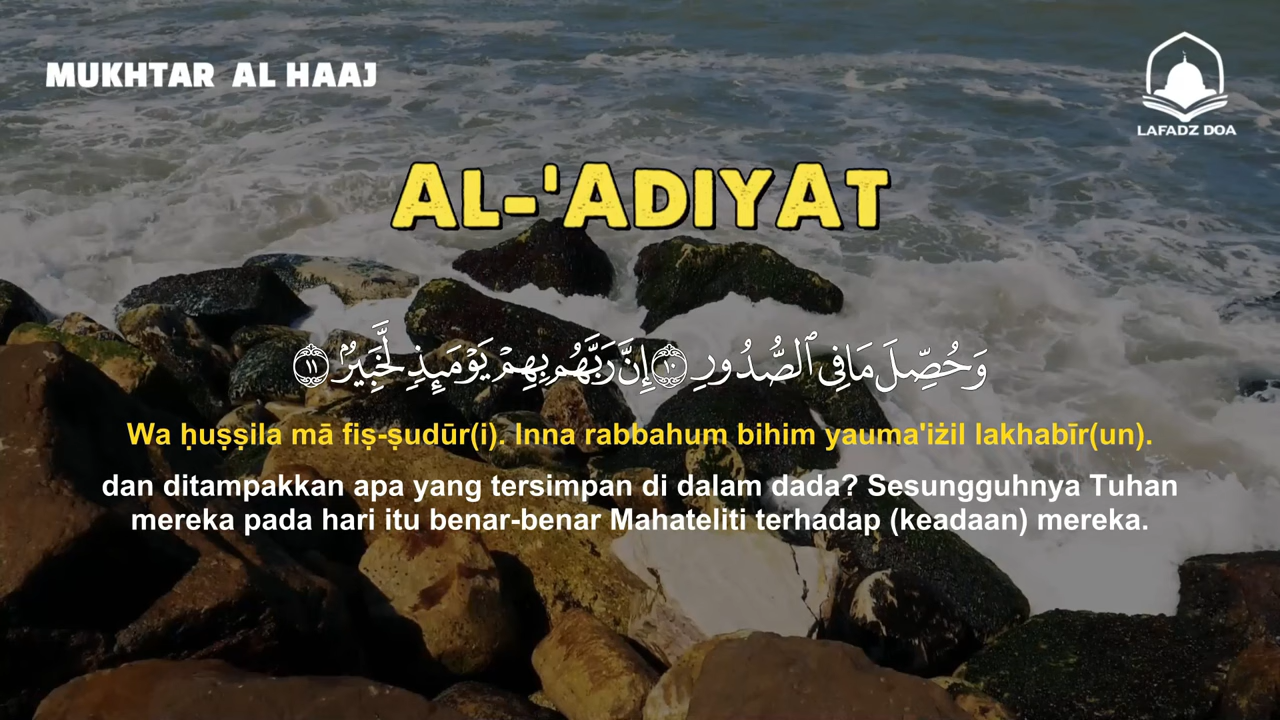 MUKHTAR AL HAAJ
LAFADZ DOA
AL-'ADIYAT
وَحُصِّلَ مَا فِى ٱلصُّدُورِ ١٠ إِنَّ رَبَّهُم بِهِمْ يَوْمَئِذٍ لَّخَبِيرٌۢ ١١
Wa ḥuṣṣila mā fiṣ-ṣudūr(i). Inna rabbahum bihim yauma'iżil lakhabīr(un).
dan ditampakkan apa yang tersimpan di dalam dada? Sesungguhnya Tuhan
mereka pada hari itu benar-benar Mahateliti terhadap (keadaan) mereka.